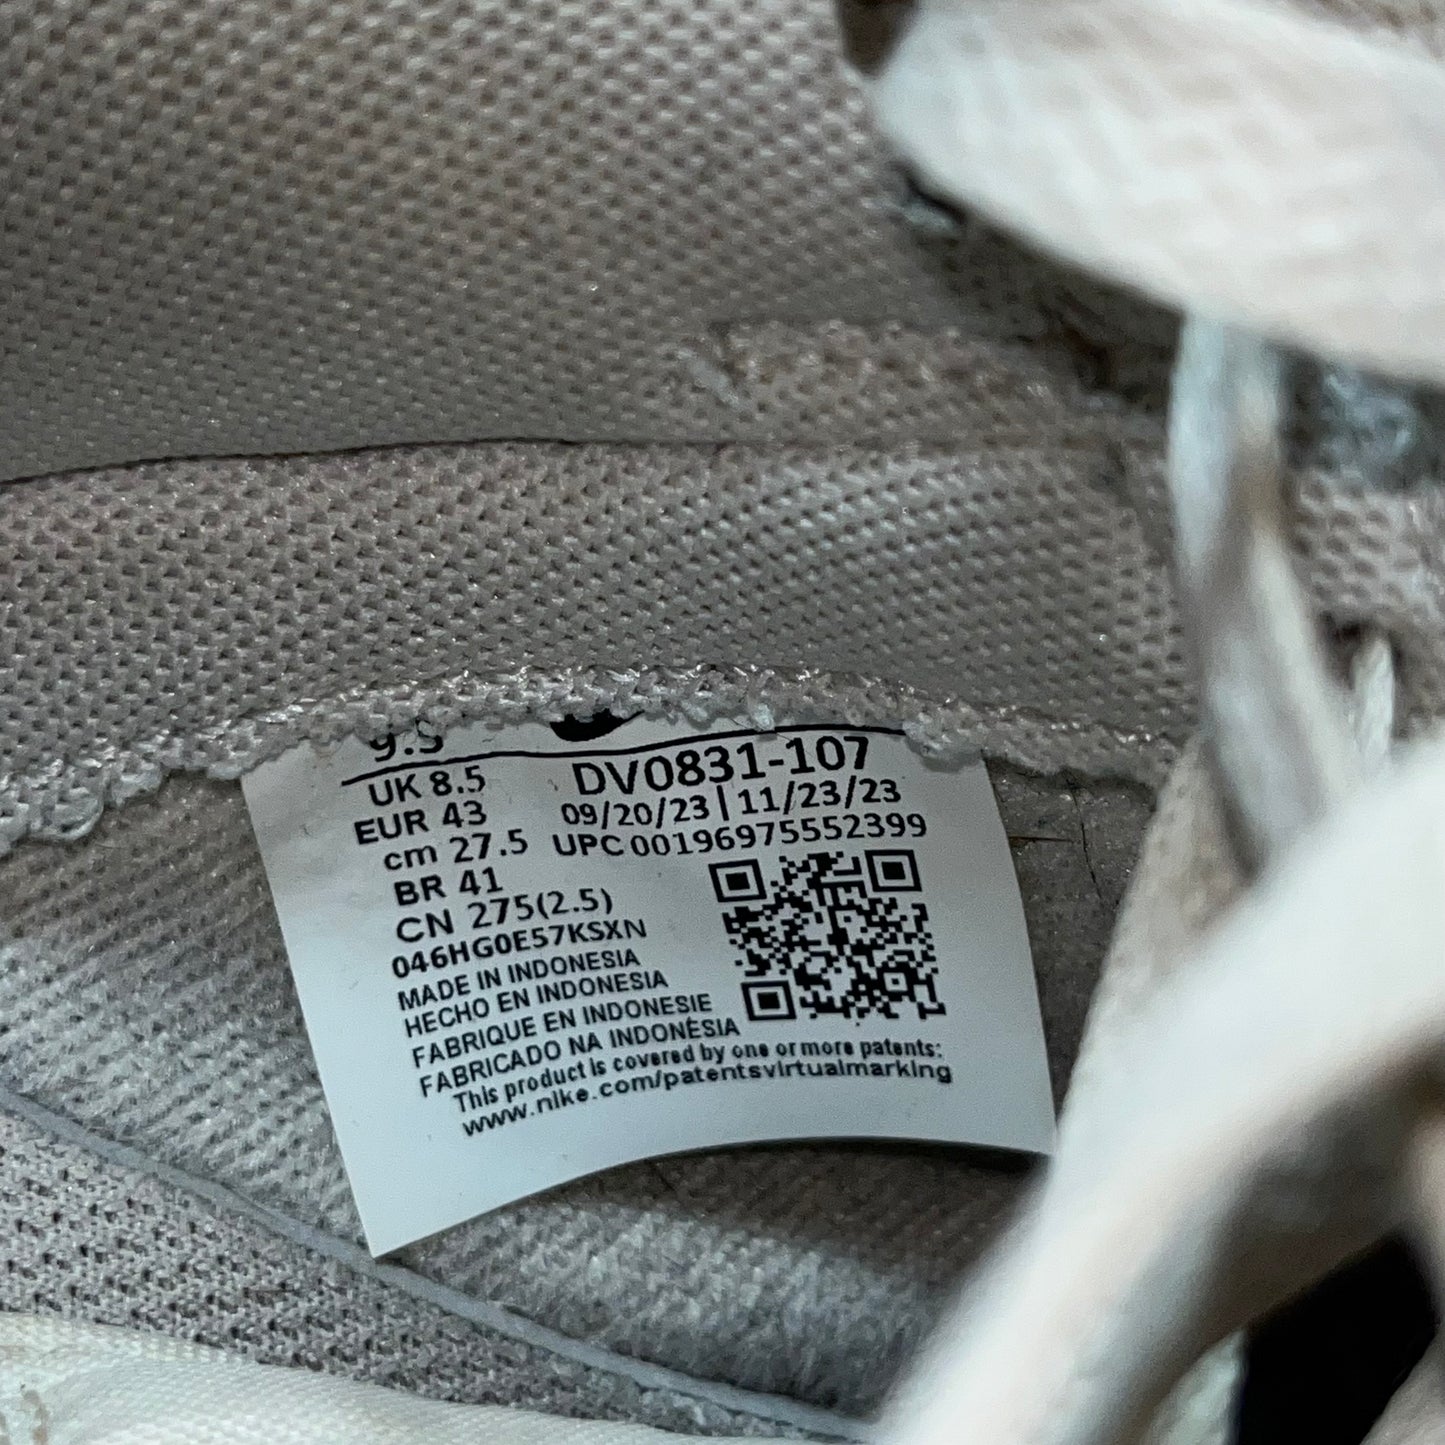 9.5
UK 8.5
EUR 43
cm 27.5
BR 41
CN 275(2.5)
DV0831-107
09/20/23 | 11/23/23
UPC 00196975552399
046HG0E57KSXN
MADE IN INDONESIA
HECHO EN INDONESIA
FABRIQUE EN INDONESIE
FABRICADO NA INDONÉSIA
This product is covered by one or more patents:
www.nike.com/patentsvirtualmarking